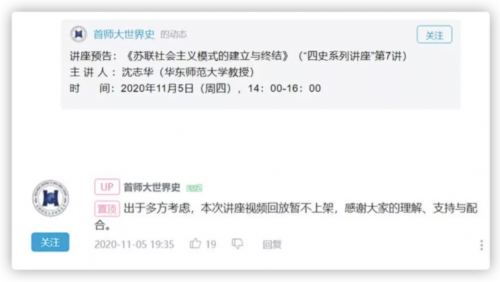 首师大世界史 的动态
关注
讲座预告：《苏联社会主义模式的建立与终结》（“四史系列讲座”第7讲）
主 讲 人 ：沈志华（华东师范大学教授）
时 间：2020年11月5日（周四），14：00-16：00
UP 首师大世界史
置顶 出于多方考虑，本次讲座视频回放暂不上架，感谢大家的理解、支持与配
合。
关注
2020-11-05 19:35 19 回复